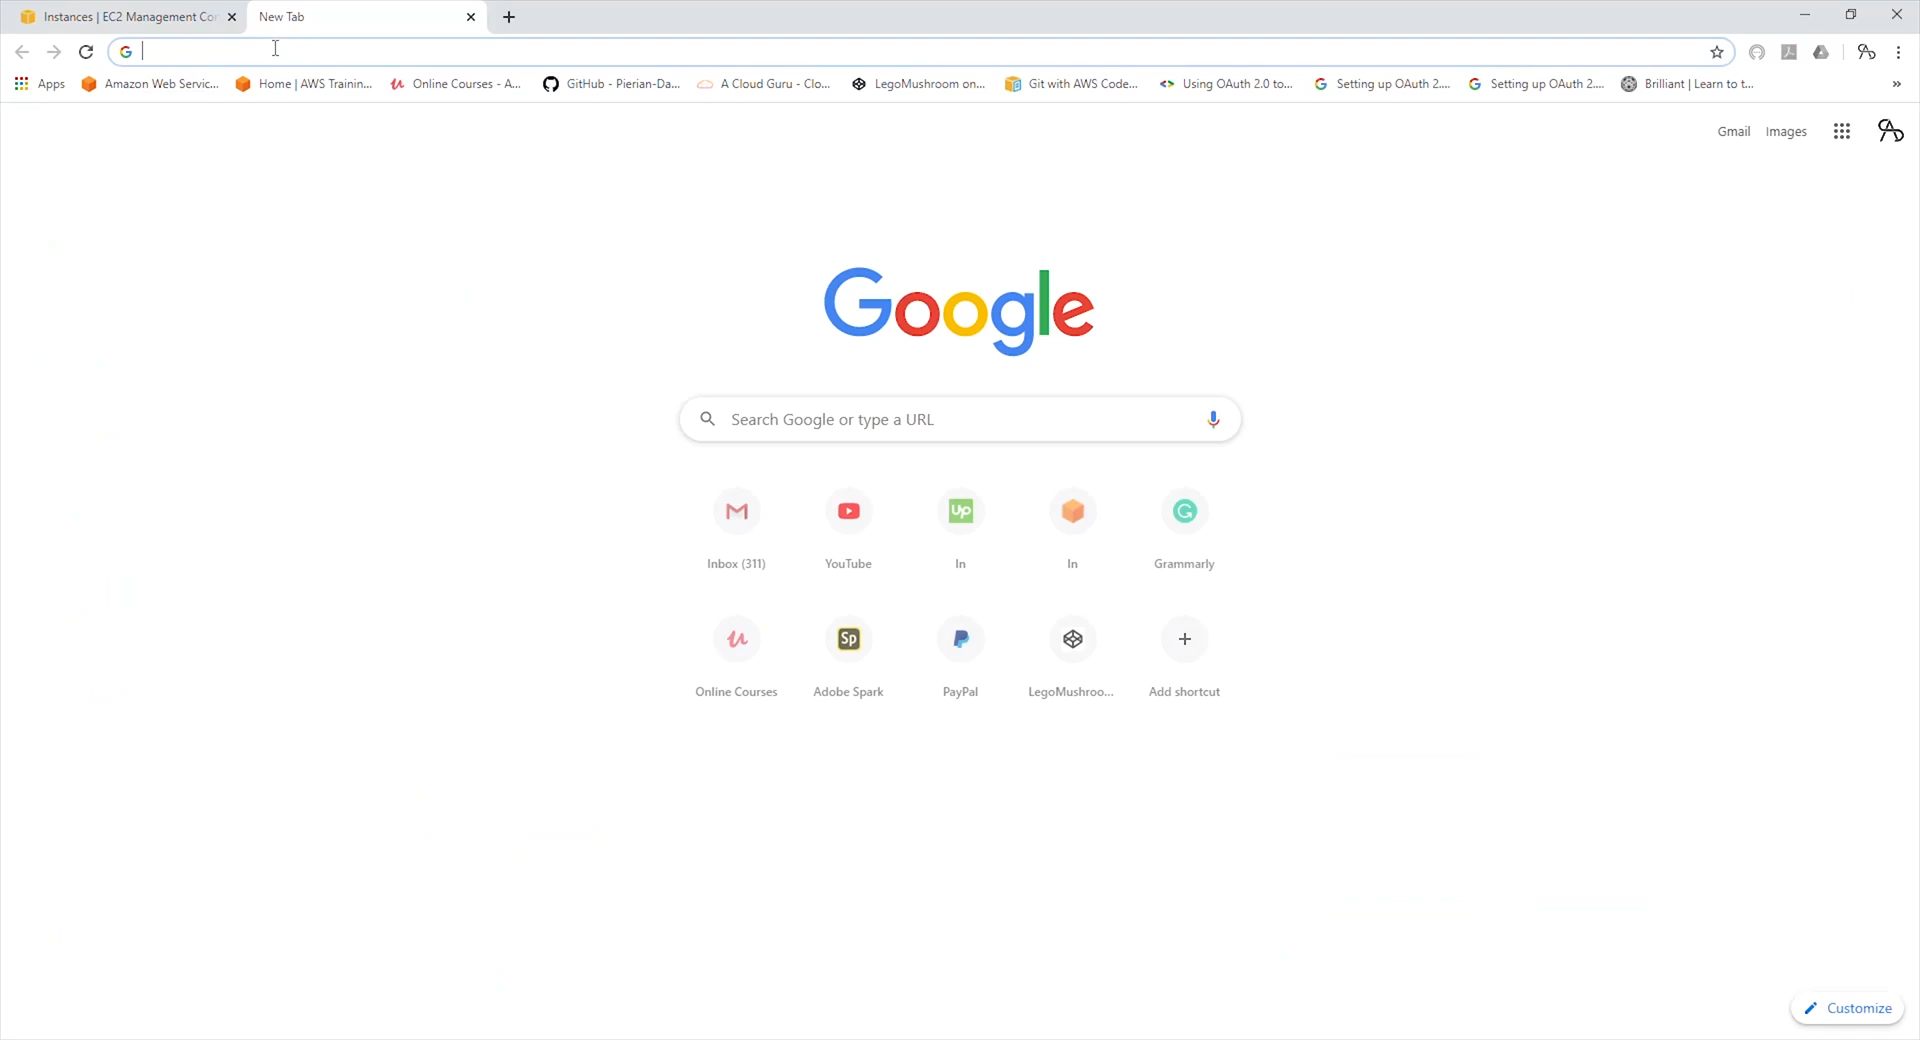 Instances | EC2 Management Cor
New Tab
Apps
Amazon Web Servic...
Home | AWS Trainin...
Online Courses - A...
GitHub - Pierian-Da...
A Cloud Guru - Clo...
LegoMushroom on...
Git with AWS Code...
Using OAuth 2.0 to...
Setting up OAuth 2....
Setting up OAuth 2....
Brilliant | Learn to t...
»
Gmail Images
Google
Search Google or type a URL
Up
Inbox (311) YouTube In In Grammarly
Sp
Online Courses Adobe Spark PayPal LegoMushroo... Add shortcut
Customize